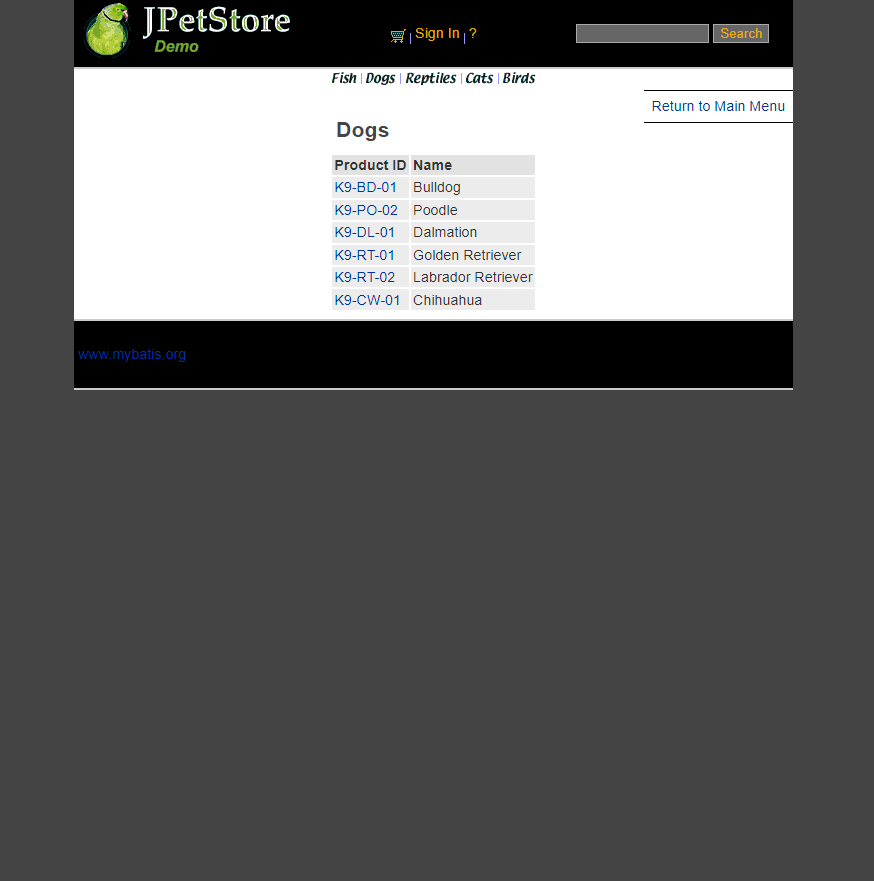 JPetStore
Demo
Sign In | ?
Search
Fish | Dogs | Reptiles | Cats | Birds
Return to Main Menu
Dogs
Product ID Name
K9-BD-01 Bulldog
K9-PO-02 Poodle
K9-DL-01 Dalmation
K9-RT-01 Golden Retriever
K9-RT-02 Labrador Retriever
K9-CW-01 Chihuahua
www.mybatis.org